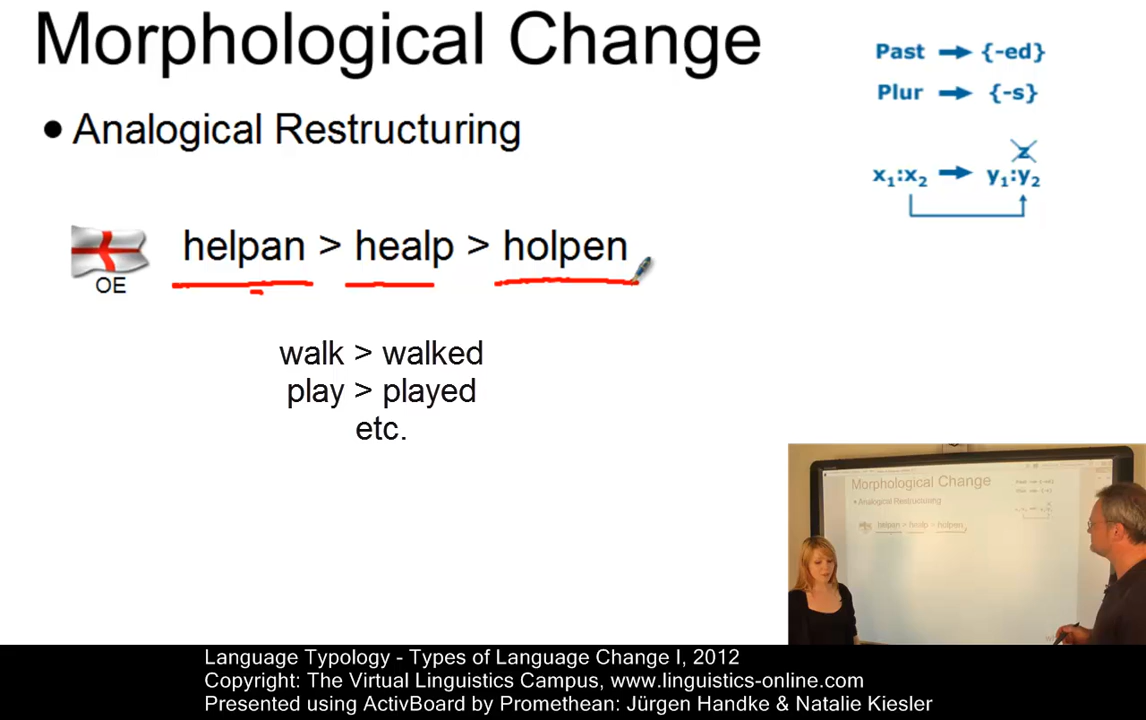 Morphological Change
Past → {-ed}
Plur → {-s}
• Analogical Restructuring
z
x₁:x₂ → y₁:y₂
helpan > healp > holpen
OE
walk > walked
play > played
etc.
Morphological Change
• Analogical Restructuring
helpan > healp > holpen
Language Typology - Types of Language Change I, 2012
Copyright: The Virtual Linguistics Campus, www.linguistics-online.com
Presented using ActivBoard by Promethean: Jürgen Handke & Natalie Kiesler